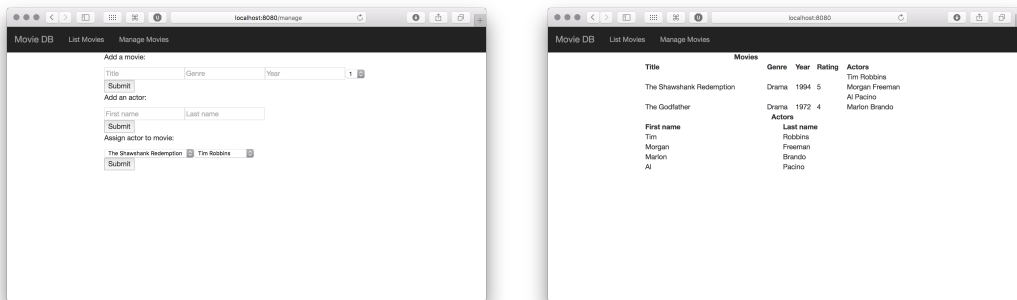 localhost:8080/manage
Movie DB List Movies Manage Movies
Add a movie:
Title Genre Year 1
Submit
Add an actor:
First name Last name
Submit
Assign actor to movie:
The Shawshank Redemption Tim Robbins
Submit
localhost:8080
Movie DB List Movies Manage Movies
Movies
Title Genre Year Rating Actors
Tim Robbins
The Shawshank Redemption Drama 1994 5 Morgan Freeman
Al Pacino
The Godfather Drama 1972 4 Marlon Brando
Actors
First name Last name
Tim Robbins
Morgan Freeman
Marlon Brando
Al Pacino